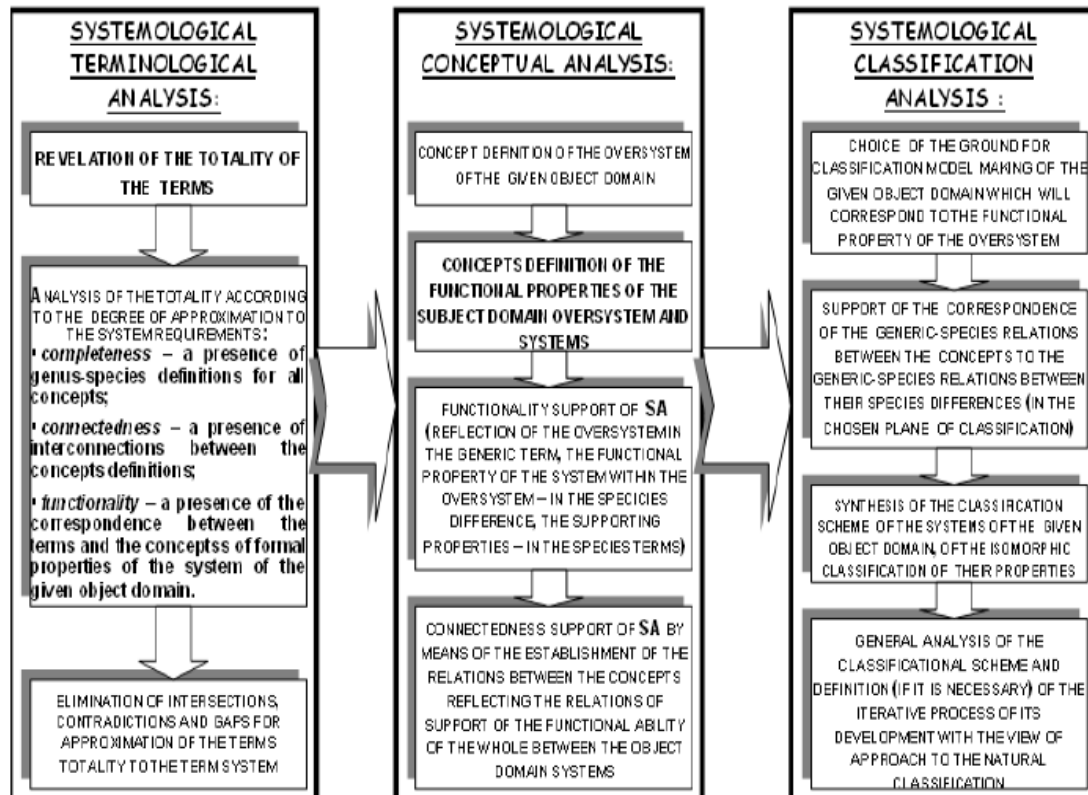 SYSTEMOLOGICAL
TERMINOLOGICAL
ANALYSIS:
REVELATION OF THE TOTALITY OF
THE TERMS
ANALYSIS OF THE TOTALITY ACCORDING
TO THE DEGREE OF APPROXIMATION TO
THE SYSTEM REQUIREMENTS:
▪ completeness – a presence of
genus-species definitions for all
concepts;
▪ connectedness – a presence of
interconnections between the
concepts definitions;
▪ functionality – a presence of the
correspondence between the
terms and the conceptss of formal
properties of the system of the
given object domain.
ELIMINATION OF INTERSECTIONS,
CONTRADICTIONS AND GAPS FOR
APPROXIMATION OF THE TERMS
TOTALITY TO THE TERM SYSTEM
SYSTEMOLOGICAL
CONCEPTUAL ANALYSIS:
CONCEPT DEFINITION OF THE OVERSYSTEM
OF THE GIVEN OBJECT DOMAIN
CONCEPTS DEFINITION OF THE
FUNCTIONAL PROPERTIES OF THE
SUBJECT DOMAIN OVERSYSTEM AND
SYSTEMS
FUNCTIONALITY SUPPORT OF SA
(REFLECTION OF THE OVERSYSTEM IN
THE GENERIC TERM, THE FUNCTIONAL
PROPERTY OF THE SYSTEM WITHIN THE
OVERSYSTEM – IN THE SPECICIES
DIFFERENCE, THE SUPPORTING
PROPERTIES – IN THE SPECIES TERMS)
CONNECTEDNESS SUPPORT OF SA BY
MEANS OF THE ESTABLISHMENT OF THE
RELATIONS BETWEEN THE CONCEPTS
REFLECTING THE RELATIONS OF
SUPPORT OF THE FUNCTIONAL ABILITY
OF THE WHOLE BETWEEN THE OBJECT
DOMAIN SYSTEMS
SYSTEMOLOGICAL
CLASSIFICATION
ANALYSIS :
CHOICE OF THE GROUND FOR
CLASSIFICATION MODEL MAKING OF THE
GIVEN OBJECT DOMAIN WHICH WILL
CORRESPOND TO THE FUNCTIONAL
PROPERTY OF THE OVERSYSTEM
SUPPORT OF THE CORRESPONDENCE
OF THE GENERIC-SPECIES RELATIONS
BETWEEN THE CONCEPTS TO THE
GENERIC-SPECIES RELATIONS BETWEEN
THEIR SPECIES DIFFERENCES (IN THE
CHOSEN PLANE OF CLASSIFICATION)
SYNTHESIS OF THE CLASSIFICATION
SCHEME OF THE SYSTEMS OF THE GIVEN
OBJECT DOMAIN, OF THE ISOMORPHIC
CLASSIFICATION OF THEIR PROPERTIES
GENERAL ANALYSIS OF THE
CLASSIFICATIONAL SCHEME AND
DEFINITION (IF IT IS NECESSARY) OF THE
ITERATIVE PROCESS OF ITS
DEVELOPMENT WITH THE VIEW OF
APPROACH TO THE NATURAL
CLASSIFICATION